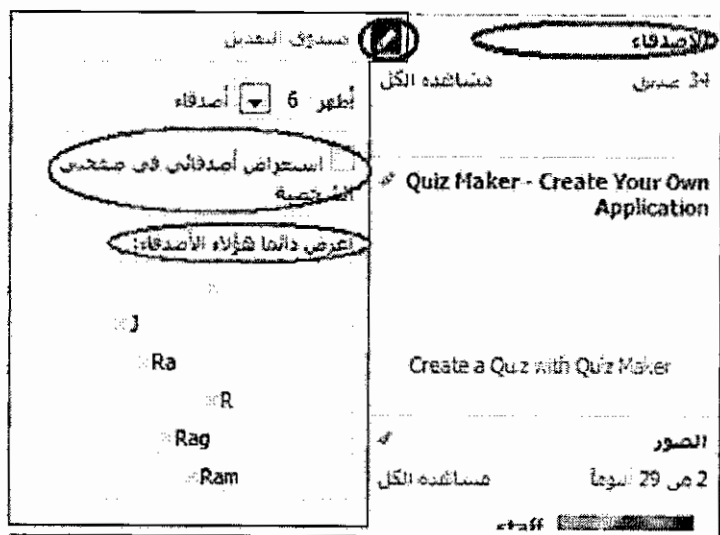 الأصدقاء
34 صديق
مشاهدة الكل
Quiz Maker - Create Your Own
Application
Create a Quiz with Quiz Maker
الصور
2 من 29 ألبوماً
مشاهدة الكل
staff
صندوق التعديل
أظهر 6 أصدقاء
استعراض أصدقائي في صفحتي
الشخصية
اعرض دائما هؤلاء الأصدقاء:
J
Ra
R
Rag
Ram